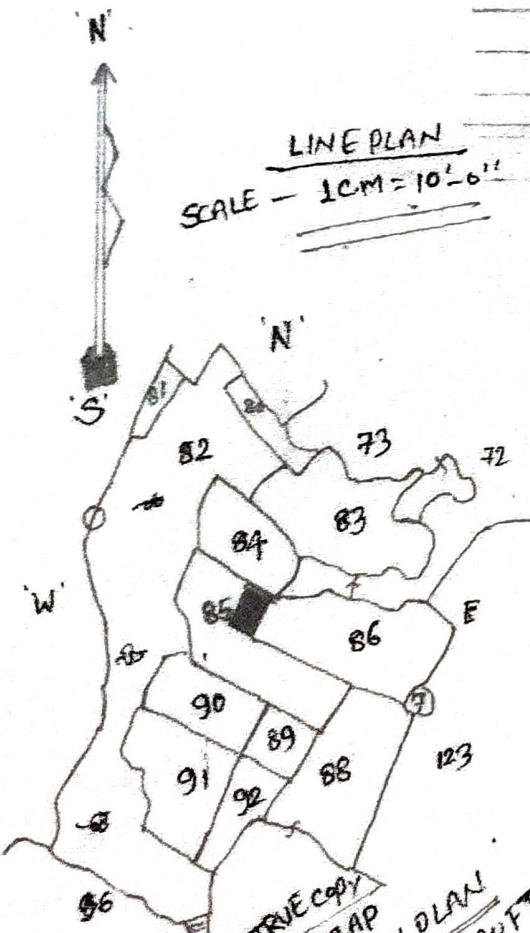 'N'
LINE PLAN
SCALE - 1CM = 10'-0"
'N'
'S'
81
82
73
72
83
84
'W'
85
86
E
7
90
89
91
92
88
123
TRUE COPY